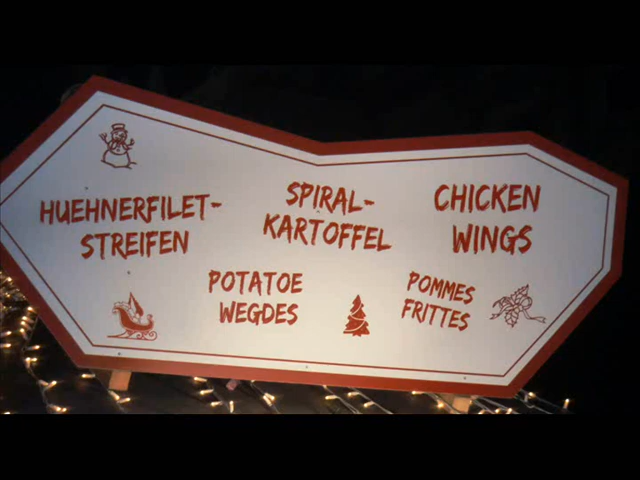 HUEHNERFILET-
STREIFEN
SPIRAL-
KARTOFFEL
CHICKEN
WINGS
POTATOE
WEGDES
POMMES
FRITTES